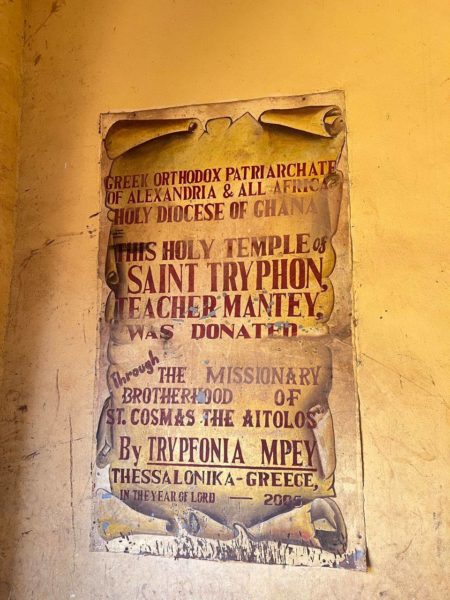 GREEK ORTHODOX PATRIARCHATE
OF ALEXANDRIA & ALL AFRICA
HOLY DIOCESE OF GHANA
THIS HOLY TEMPLE of
SAINT TRYPHON,
TEACHER MANTEY,
WAS DONATED
Through THE MISSIONARY
BROTHERHOOD OF
ST. COSMAS THE AITOLOS
By TRYPFONIA MPEY
THESSALONIKA-GREECE,
IN THE YEAR OF LORD —